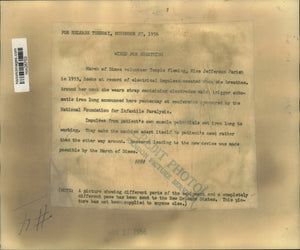 FOR RELEASE TUESDAY, NOVEMBER 27, 1956
WORKED FOR BREATHING
March of Dimes volunteer Temple Fleming, Miss Jefferson Parish
in 1953, looks at record of electrical impulses created when she breathes.
Around her neck she wears strap containing electrodes which trigger
iron lung announced here yesterday at conference sponsored by the
National Foundation for Infantile Paralysis.
Impulses from patient's own muscle potentials set iron lung to
working. They make the machine adapt itself to patient's need rather
than the other way around. Research leading to the new device was made
possible by the March of Dimes.
(NOTE: A picture showing different parts of the equipment and a completely
different pose has been sent to the New Orleans States. This pic-
ture has not been supplied to anyone else.)
27 1956